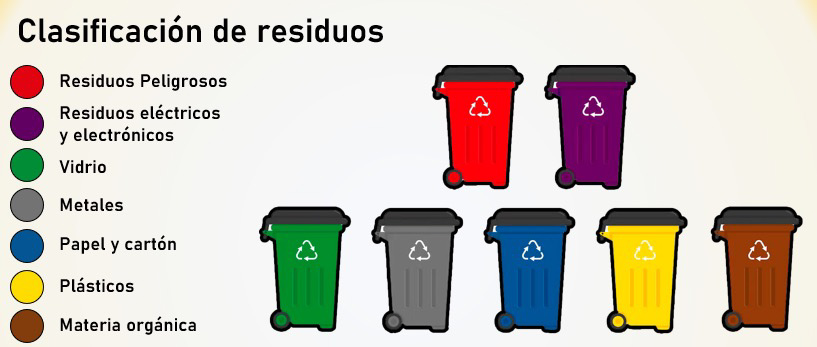 Clasificación de residuos
Residuos Peligrosos
Residuos eléctricos
y electrónicos
Vidrio
Metales
Papel y cartón
Plásticos
Materia orgánica